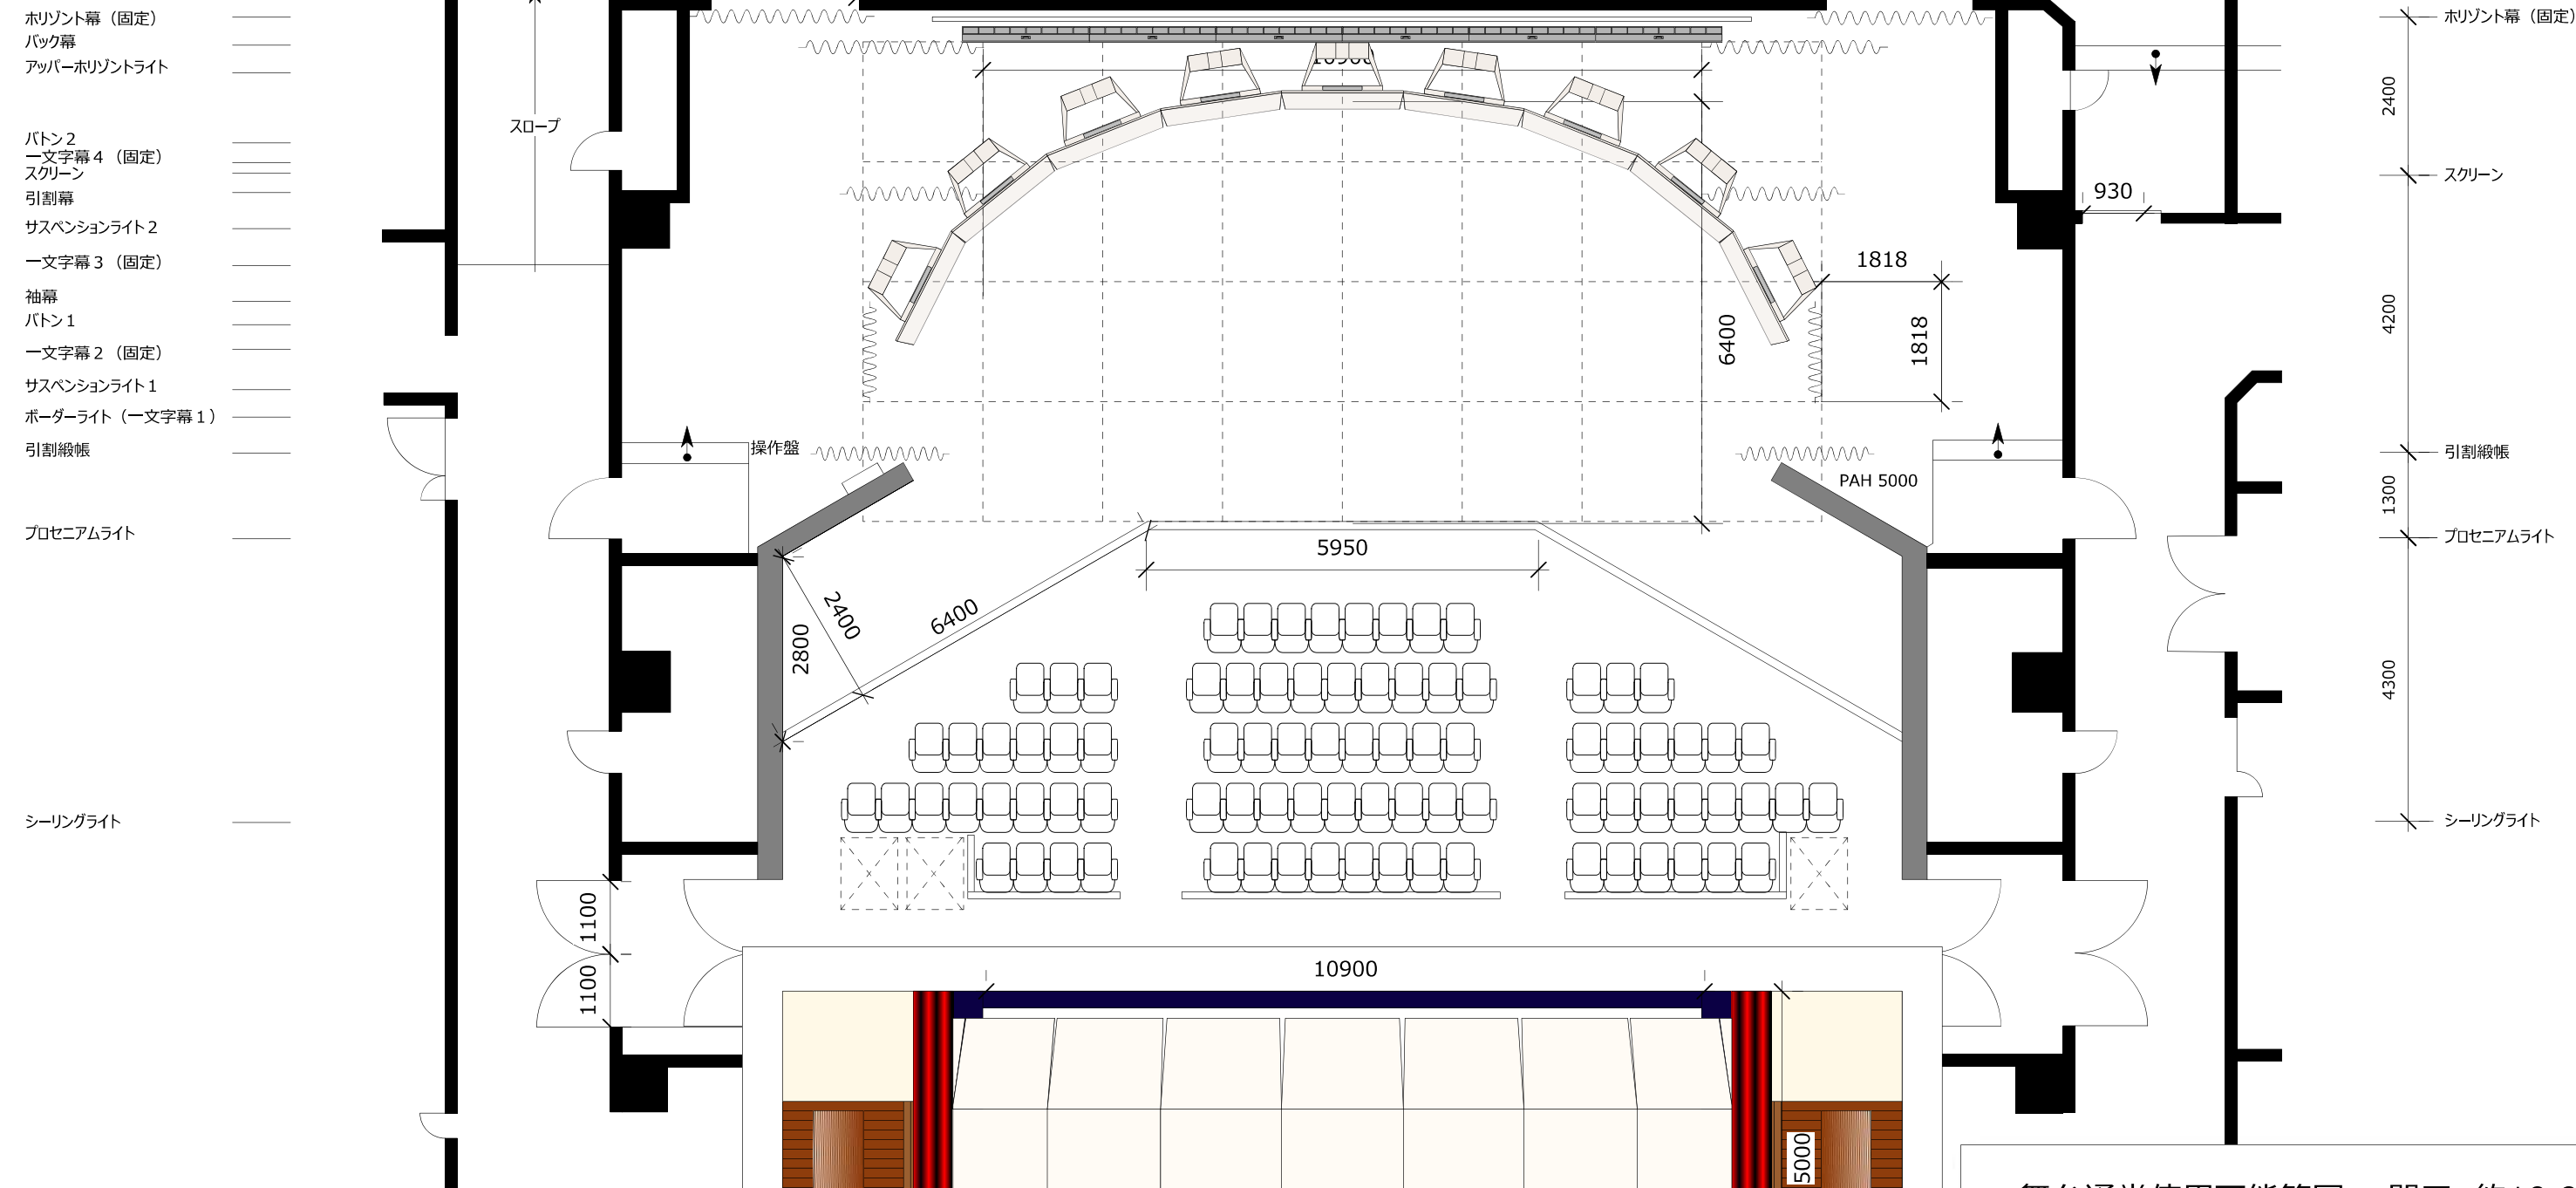 ホリゾント幕（固定）
バック幕
アッパーホリゾントライト
バトン２
一文字幕４（固定）
スクリーン
引割幕
サスペンションライト２
一文字幕３（固定）
袖幕
バトン１
一文字幕２（固定）
サスペンションライト１
ボーダーライト（一文字幕１）
引割緞帳
プロセニアムライト
シーリングライト
スロープ
操作盤
1818
1818
6400
930
PAH 5000
5950
6400
2400
2800
1100
1100
10900
5000
ホリゾント幕（固定）
2400
スクリーン
4200
引割緞帳
1300
プロセニアムライト
4300
シーリングライト